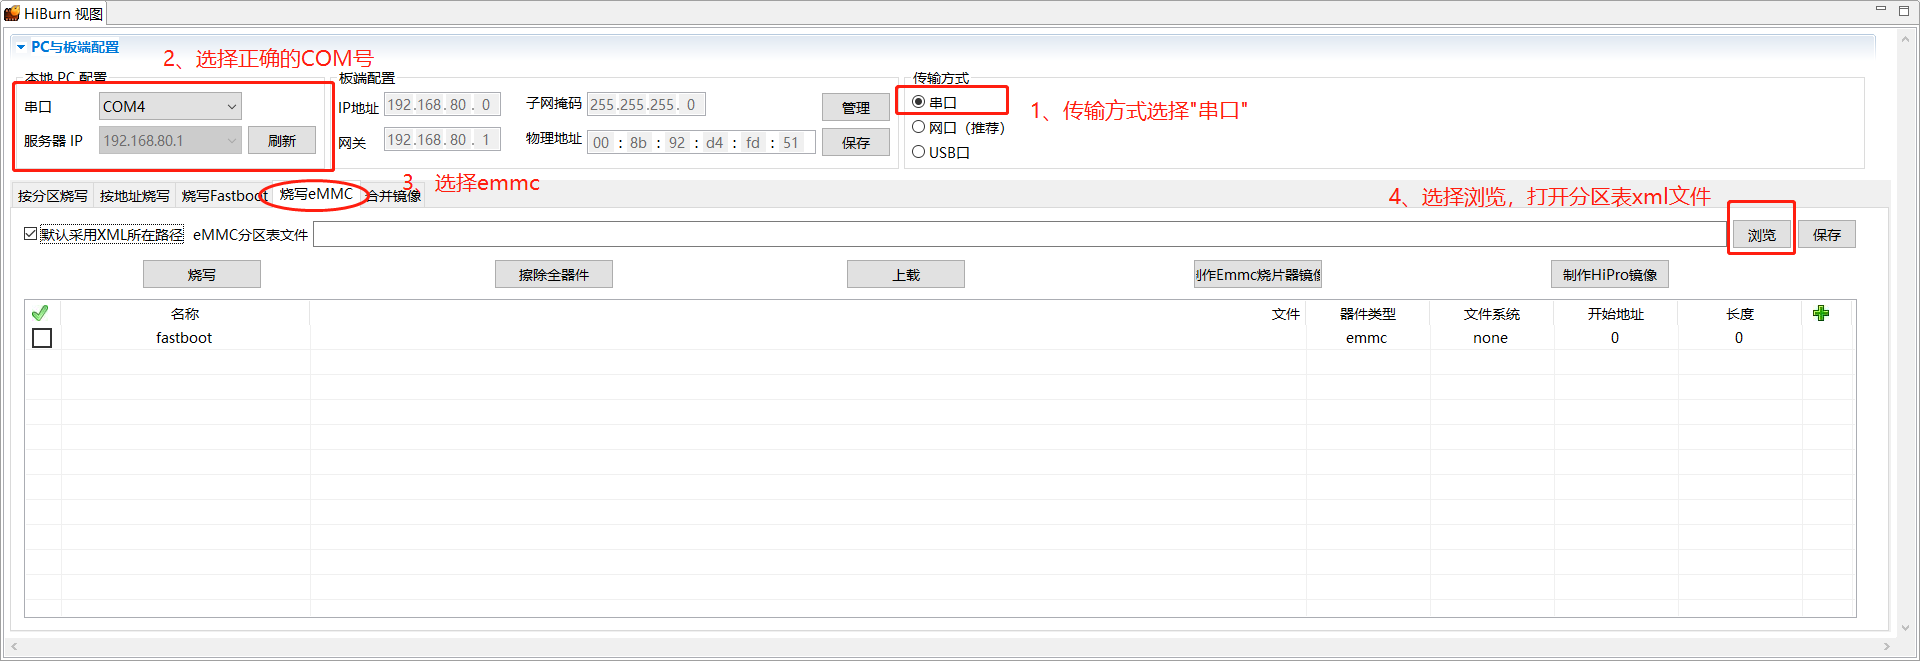 HiBurn 视图
PC与板端配置
2、选择正确的COM号
本地 PC 配置
串口 COM4
服务器 IP 192.168.80.1 刷新
板端配置
IP地址 192.168.80.0 子网掩码 255.255.255.0 管理
网关 192.168.80.1 物理地址 00:8b:92:d4:fd:51 保存
传输方式
串口
网口（推荐）
USB口
1、传输方式选择"串口"
3、选择emmc
4、选择浏览，打开分区表xml文件
按分区烧写 按地址烧写 烧写Fastboot 烧写eMMC 合并镜像
默认采用XML所在路径 eMMC分区表文件 浏览 保存
烧写 擦除全器件 上载 制作Emmc烧片器镜像 制作HiPro镜像
名称 文件 器件类型 文件系统 开始地址 长度
fastboot emmc none 0 0